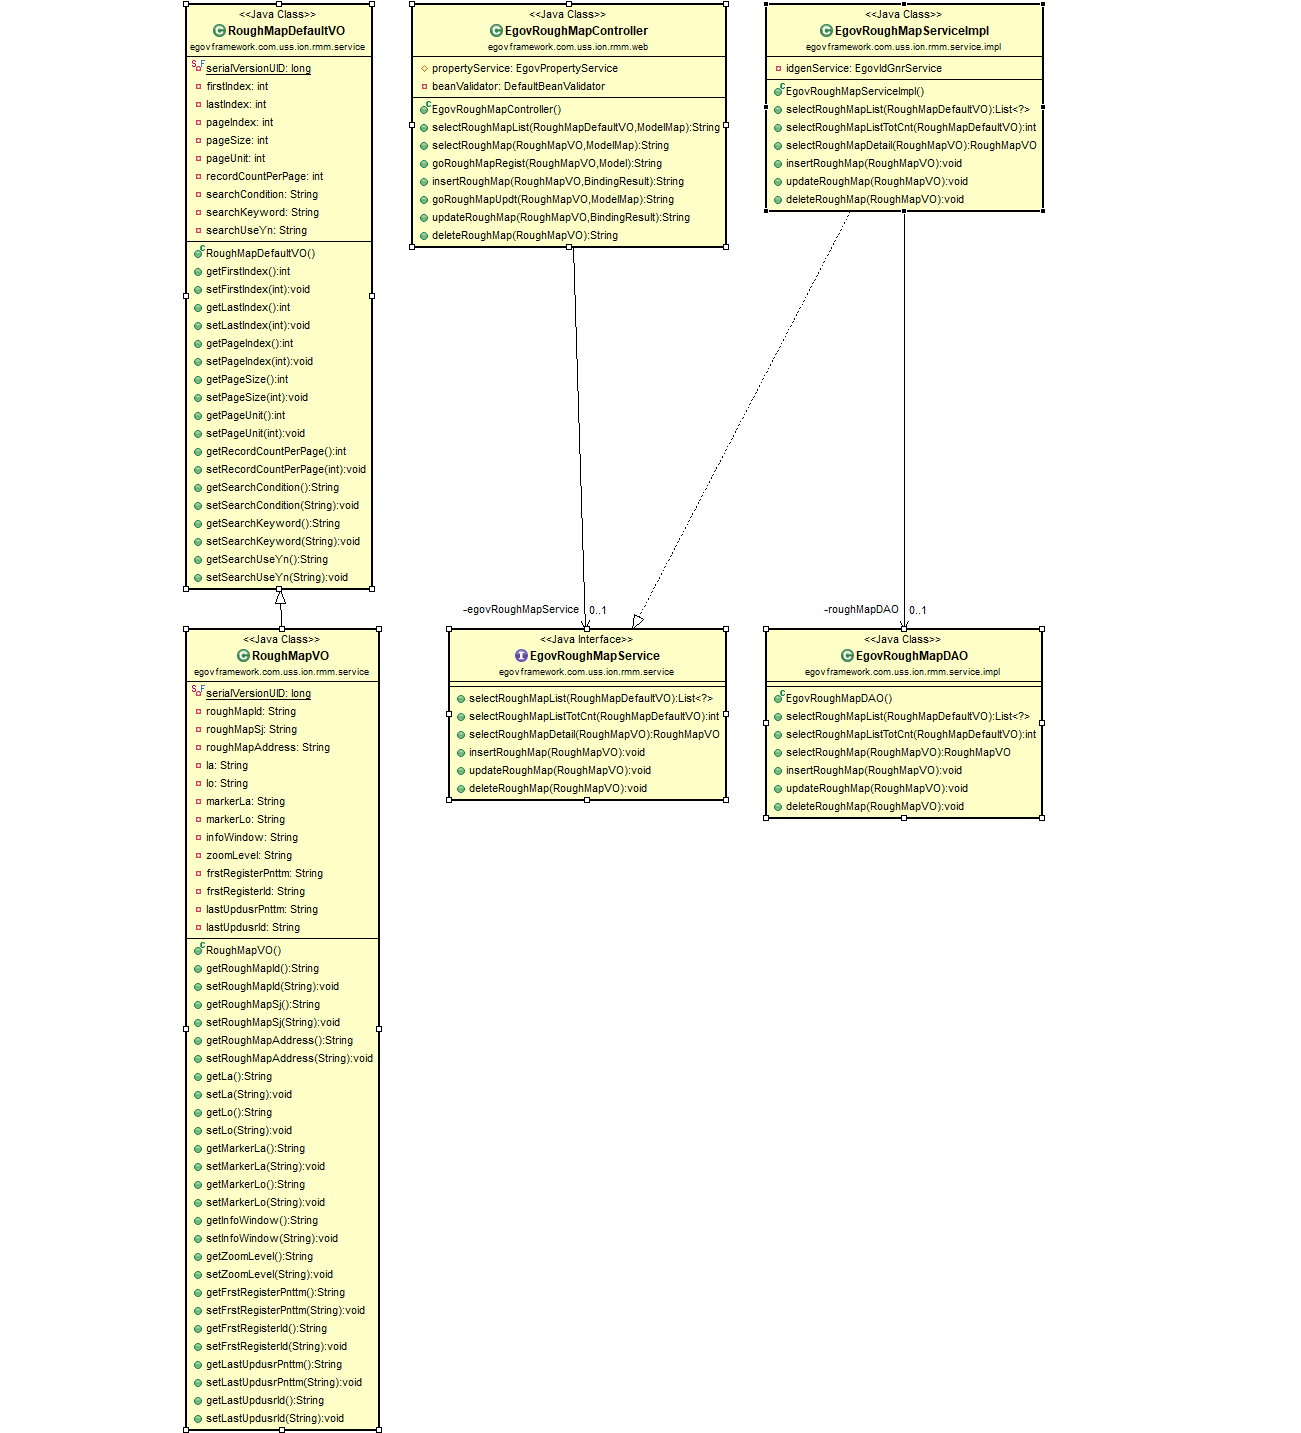 <<Java Class>>
RoughMapDefaultVO
egovframework.com.uss.ion.rmm.service
serialVersionUID: long
firstIndex: int
lastIndex: int
pageIndex: int
pageSize: int
pageUnit: int
recordCountPerPage: int
searchCondition: String
searchKeyword: String
searchUseYn: String
RoughMapDefaultVO()
getFirstIndex():int
setFirstIndex(int):void
getLastIndex():int
setLastIndex(int):void
getPageIndex():int
setPageIndex(int):void
getPageSize():int
setPageSize(int):void
getPageUnit():int
setPageUnit(int):void
getRecordCountPerPage():int
setRecordCountPerPage(int):void
getSearchCondition():String
setSearchCondition(String):void
getSearchKeyword():String
setSearchKeyword(String):void
getSearchUseYn():String
setSearchUseYn(String):void
<<Java Class>>
EgovRoughMapController
egovframework.com.uss.ion.rmm.web
propertyService: EgovPropertyService
beanValidator: DefaultBeanValidator
EgovRoughMapController()
selectRoughMapList(RoughMapDefaultVO,ModelMap):String
selectRoughMap(RoughMapVO,ModelMap):String
goRoughMapRegist(RoughMapVO,Model):String
insertRoughMap(RoughMapVO,BindingResult):String
goRoughMapUpdt(RoughMapVO,ModelMap):String
updateRoughMap(RoughMapVO,BindingResult):String
deleteRoughMap(RoughMapVO):String
<<Java Class>>
EgovRoughMapServiceImpl
egovframework.com.uss.ion.rmm.service.impl
idgenService: EgovIdGnrService
EgovRoughMapServiceImpl()
selectRoughMapList(RoughMapDefaultVO):List<?>
selectRoughMapListTotCnt(RoughMapDefaultVO):int
selectRoughMapDetail(RoughMapVO):RoughMapVO
insertRoughMap(RoughMapVO):void
updateRoughMap(RoughMapVO):void
deleteRoughMap(RoughMapVO):void
-egovRoughMapService 0..1
-roughMapDAO 0..1
<<Java Class>>
RoughMapVO
egovframework.com.uss.ion.rmm.service
serialVersionUID: long
roughMapId: String
roughMapSj: String
roughMapAddress: String
la: String
lo: String
markerLa: String
markerLo: String
infoWindow: String
zoomLevel: String
frstRegisterPnttm: String
frstRegisterId: String
lastUpdusrPnttm: String
lastUpdusrId: String
RoughMapVO()
getRoughMapId():String
setRoughMapId(String):void
getRoughMapSj():String
setRoughMapSj(String):void
getRoughMapAddress():String
setRoughMapAddress(String):void
getLa():String
setLa(String):void
getLo():String
setLo(String):void
getMarkerLa():String
setMarkerLa(String):void
getMarkerLo():String
setMarkerLo(String):void
getInfoWindow():String
setInfoWindow(String):void
getZoomLevel():String
setZoomLevel(String):void
getFrstRegisterPnttm():String
setFrstRegisterPnttm(String):void
getFrstRegisterId():String
setFrstRegisterId(String):void
getLastUpdusrPnttm():String
setLastUpdusrPnttm(String):void
getLastUpdusrId():String
setLastUpdusrId(String):void
<<Java Interface>>
EgovRoughMapService
egovframework.com.uss.ion.rmm.service
selectRoughMapList(RoughMapDefaultVO):List<?>
selectRoughMapListTotCnt(RoughMapDefaultVO):int
selectRoughMapDetail(RoughMapVO):RoughMapVO
insertRoughMap(RoughMapVO):void
updateRoughMap(RoughMapVO):void
deleteRoughMap(RoughMapVO):void
<<Java Class>>
EgovRoughMapDAO
egovframework.com.uss.ion.rmm.service.impl
EgovRoughMapDAO()
selectRoughMapList(RoughMapDefaultVO):List<?>
selectRoughMapListTotCnt(RoughMapDefaultVO):int
selectRoughMap(RoughMapVO):RoughMapVO
insertRoughMap(RoughMapVO):void
updateRoughMap(RoughMapVO):void
deleteRoughMap(RoughMapVO):void